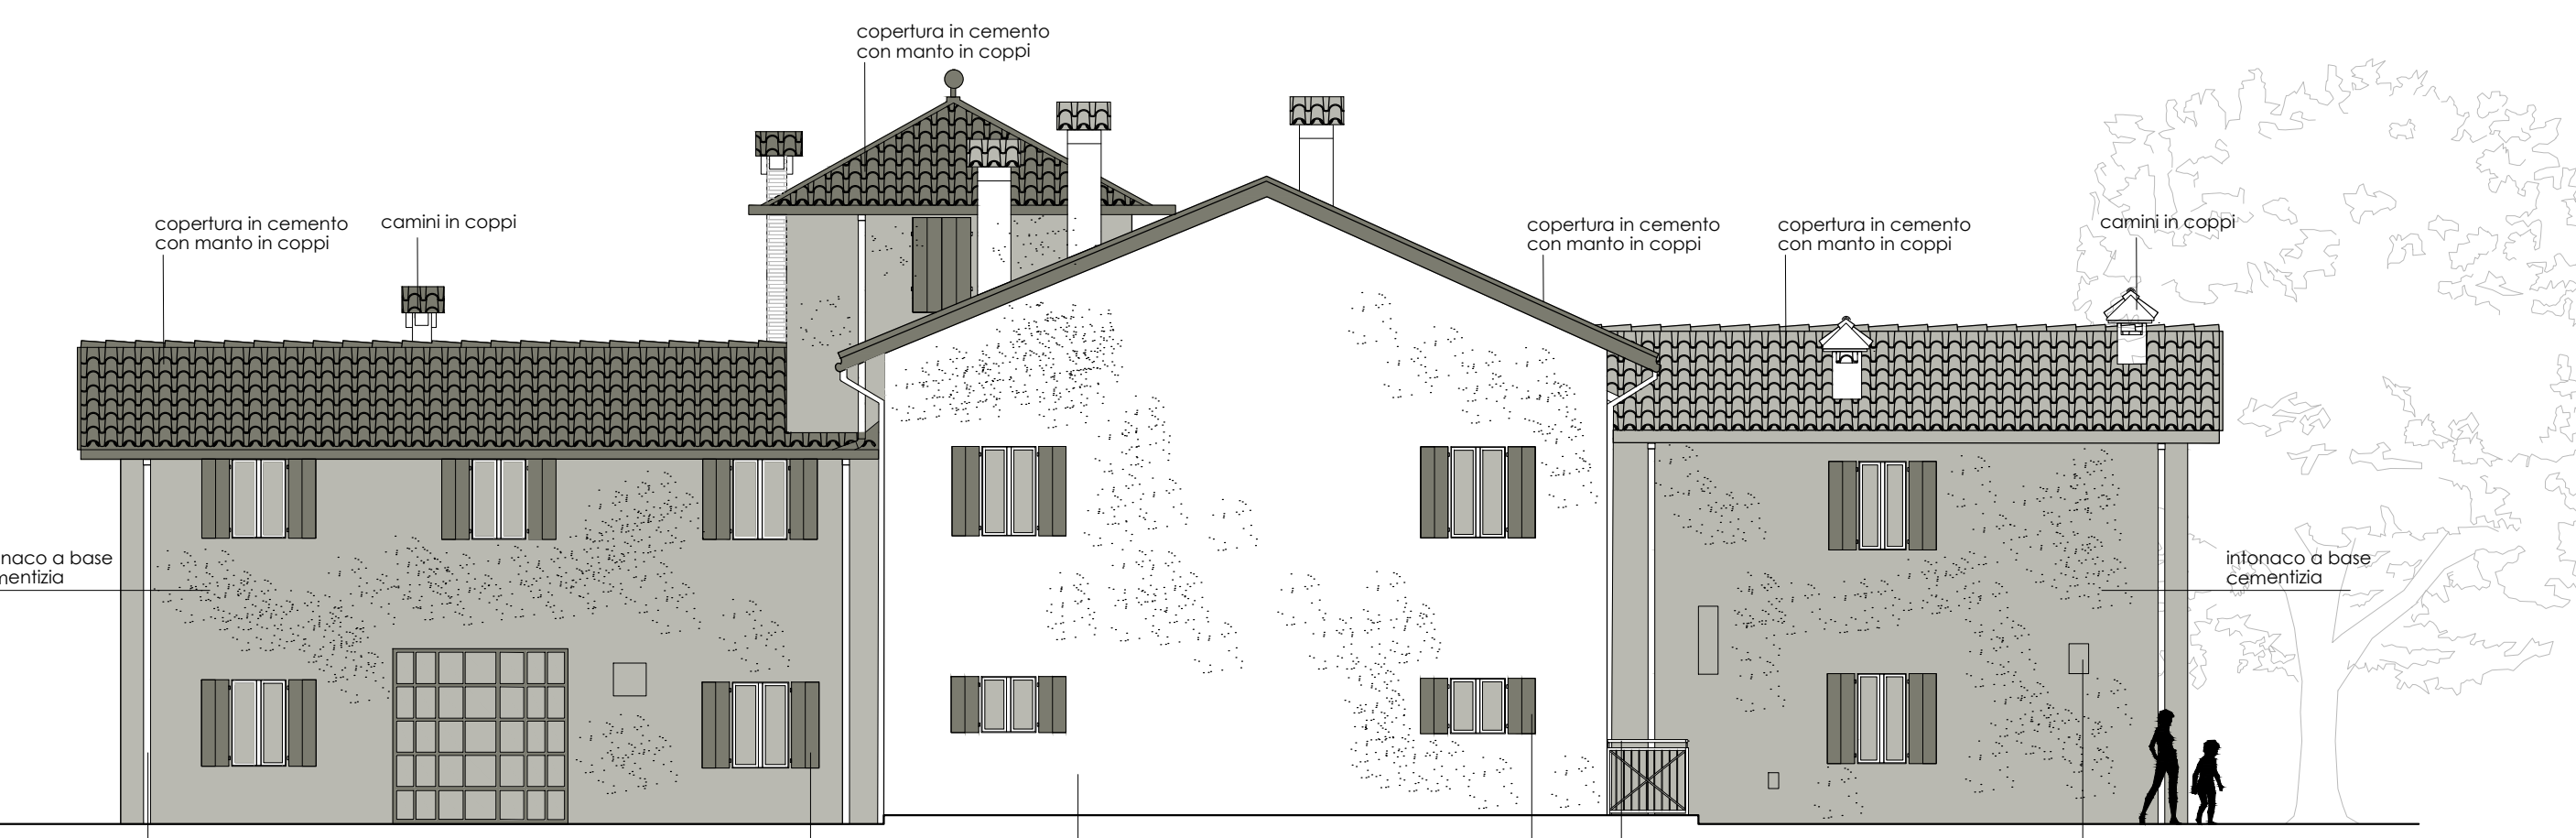 copertura in cemento
con manto in coppi
copertura in cemento
con manto in coppi
camini in coppi
copertura in cemento
con manto in coppi
copertura in cemento
con manto in coppi
camini in coppi
naco a base
mentizia
intonaco a base
cementizia